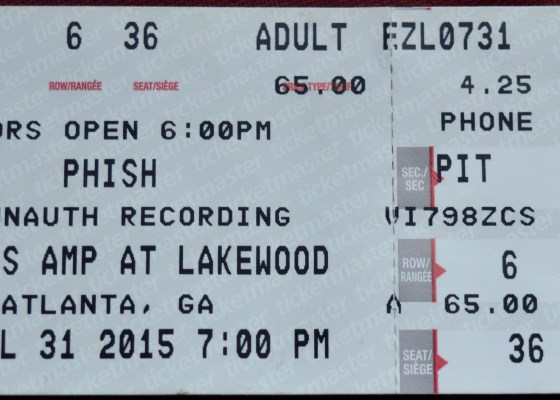 6 36 ADULT EZL0731
ROW/RANGÉE SEAT/SIÈGE 65.00 4.25
ORS OPEN 6:00PM PHONE
PHISH SEC./SEC PIT
UNAUTH RECORDING VI798ZCS
S AMP AT LAKEWOOD ROW/RANGÉE 6
ATLANTA, GA A 65.00
L 31 2015 7:00 PM SEAT/SIÈGE 36